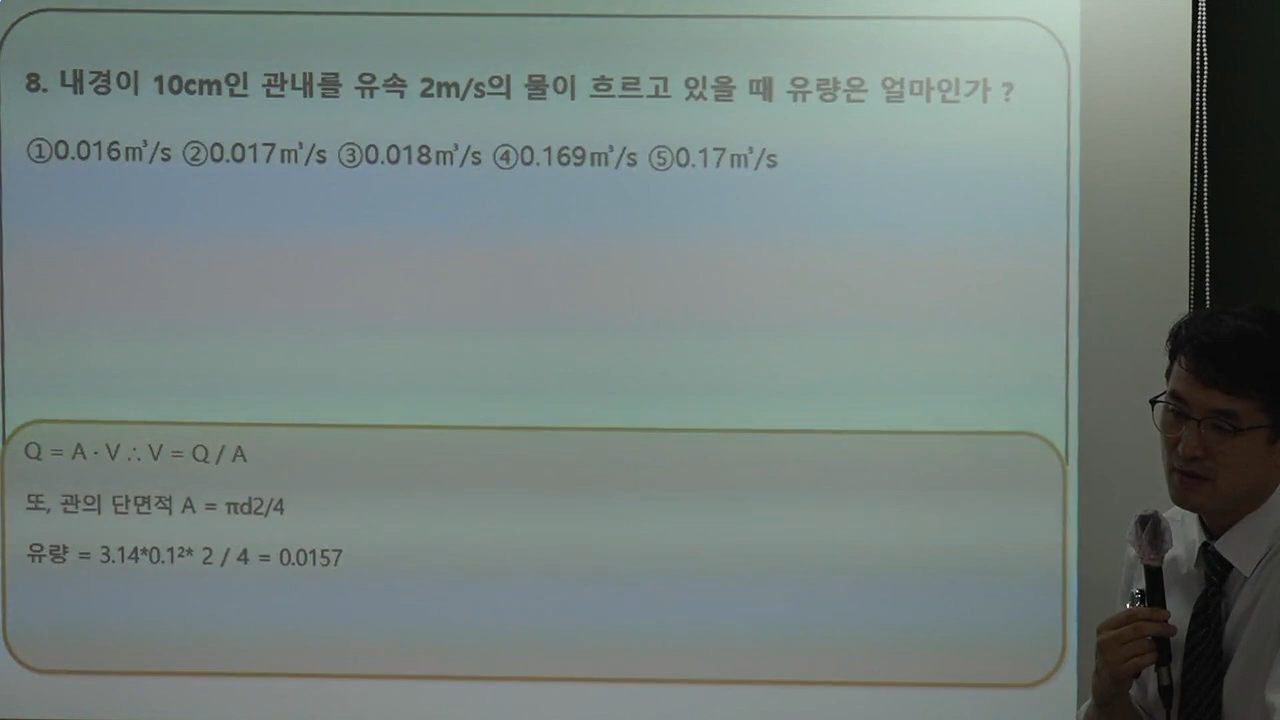 8. 내경이 10cm인 관내를 유속 2m/s의 물이 흐르고 있을 때 유량은 얼마인가 ?
①0.016㎥/s ②0.017㎥/s ③0.018㎥/s ④0.169㎥/s ⑤0.17㎥/s
Q = A · V ∴ V = Q / A
또, 관의 단면적 A = πd2/4
유량 = 3.14*0.1²* 2 / 4 = 0.0157